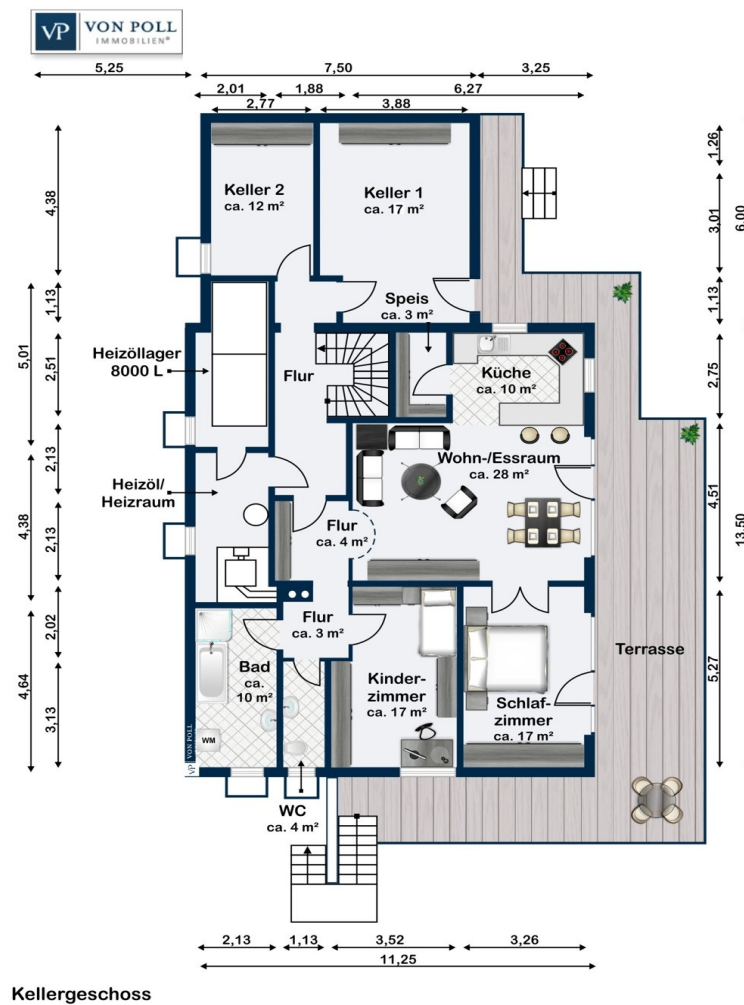 VP VON POLL
IMMOBILIEN®
5,25
7,50
3,25
2,01
1,88
6,27
2,77
3,88
4,38
1,26
3,01
6,00
1,13
Keller 2
ca. 12 m²
Keller 1
ca. 17 m²
1,13
5,01
2,51
2,13
Speis
ca. 3 m²
Heizöllager
8000 L
Flur
Küche
ca. 10 m²
2,75
Wohn-/Essraum
ca. 28 m²
4,51
13,50
Heizöl/
Heizraum
4,38
2,13
Flur
ca. 4 m²
2,02
Flur
ca. 3 m²
4,64
3,13
Bad
ca.
10 m²
WM
VP VON POLL
Kinder-
zimmer
ca. 17 m²
Schlaf-
zimmer
ca. 17 m²
Terrasse
5,27
WC
ca. 4 m²
2,13
1,13
3,52
3,26
11,25
Kellergeschoss